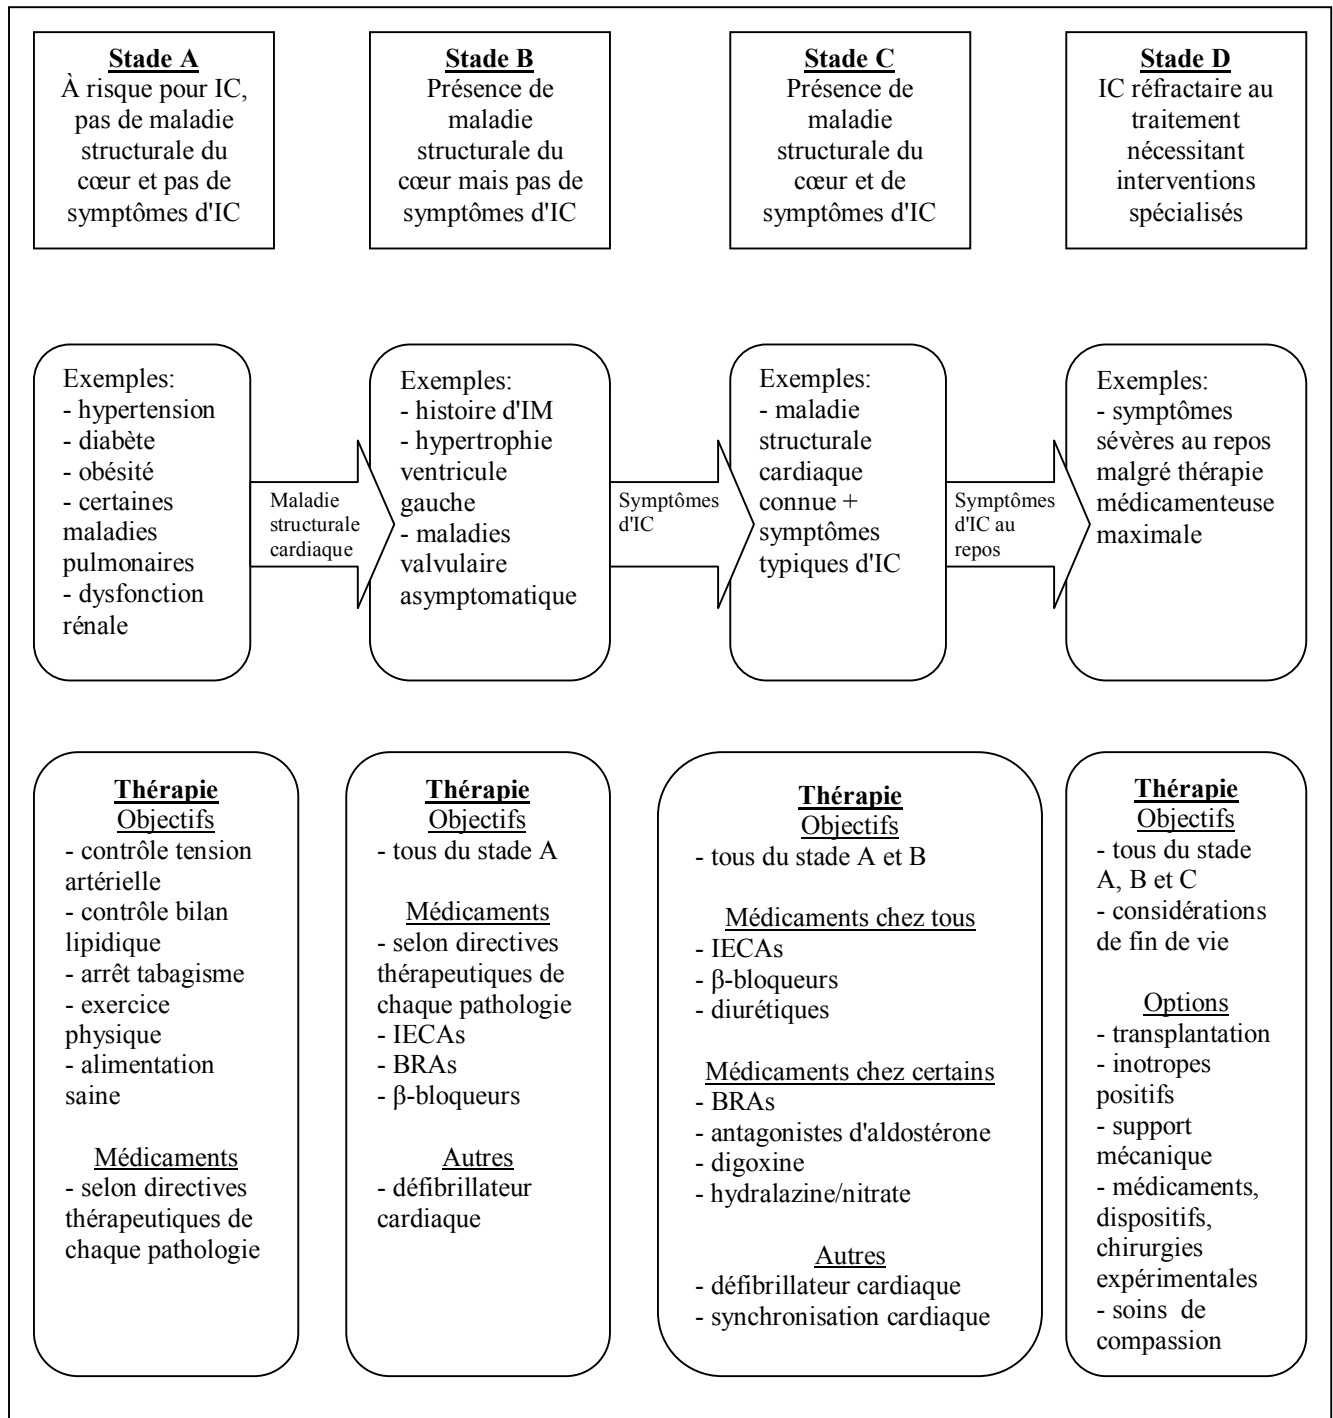 Stade A
À risque pour IC,
pas de maladie
structurale du
cœur et pas de
symptômes d'IC
Stade B
Présence de
maladie
structurale du
cœur mais pas de
symptômes d'IC
Stade C
Présence de
maladie
structurale du
cœur et de
symptômes d'IC
Stade D
IC réfractaire au
traitement
nécessitant
interventions
spécialisés
Exemples:
- hypertension
- diabète
- obésité
- certaines
maladies
pulmonaires
- dysfonction
rénale
Maladie
structurale
cardiaque
Exemples:
- histoire d'IM
- hypertrophie
ventricule
gauche
- maladies
valvulaire
asymptomatique
Symptômes
d'IC
Exemples:
- maladie
structurale
cardiaque
connue +
symptômes
typiques d'IC
Symptômes
d'IC au
repos
Exemples:
- symptômes
sévères au repos
malgré thérapie
médicamenteuse
maximale
Thérapie
Objectifs
- contrôle tension
artérielle
- contrôle bilan
lipidique
- arrêt tabagisme
- exercice
physique
- alimentation
saine
Médicaments
- selon directives
thérapeutiques de
chaque pathologie
Thérapie
Objectifs
- tous du stade A
Médicaments
- selon directives
thérapeutiques de
chaque pathologie
- IECAs
- BRAs
- β-bloqueurs
Autres
- défibrillateur
cardiaque
Thérapie
Objectifs
- tous du stade A et B
Médicaments chez tous
- IECAs
- β-bloqueurs
- diurétiques
Médicaments chez certains
- BRAs
- antagonistes d'aldostérone
- digoxine
- hydralazine/nitrate
Autres
- défibrillateur cardiaque
- synchronisation cardiaque
Thérapie
Objectifs
- tous du stade
A, B et C
- considérations
de fin de vie
Options
- transplantation
- inotropes
positifs
- support
mécanique
- médicaments,
dispositifs,
chirurgies
expérimentales
- soins de
compassion